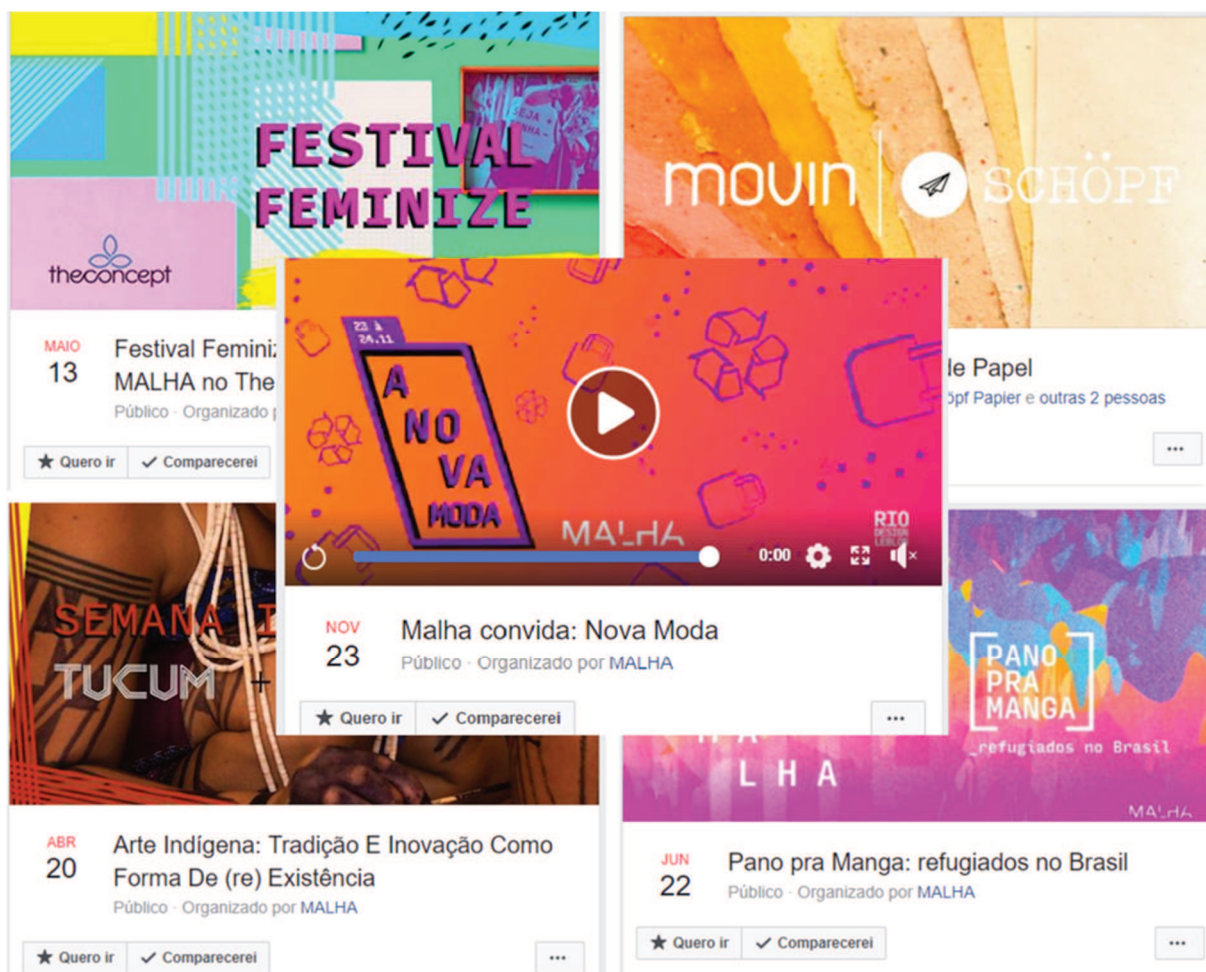 FESTIVAL
FEMINIZE
SEJA
theconcept
MAIO
13
Festival Feminiz
MALHA no The
Público · Organizado p
★ Quero ir
✓ Comparecerei
movin
SCHÖPF
de Papel
öpf Papier e outras 2 pessoas
...
23 à
24.11
A
NO
VA
MODA
MALHA
RIO
DESIGN
LEBLON
0:00
NOV
23
Malha convida: Nova Moda
Público · Organizado por MALHA
★ Quero ir
✓ Comparecerei
...
SEMANA I
TUCUM +
ABR
20
Arte Indígena: Tradição E Inovação Como
Forma De (re) Existência
Público · Organizado por MALHA
★ Quero ir
✓ Comparecerei
...
PANO
PRA
MANGA
_refugiados no Brasil
L H A
MALHA
JUN
22
Pano pra Manga: refugiados no Brasil
Público · Organizado por MALHA
★ Quero ir
✓ Comparecerei
...